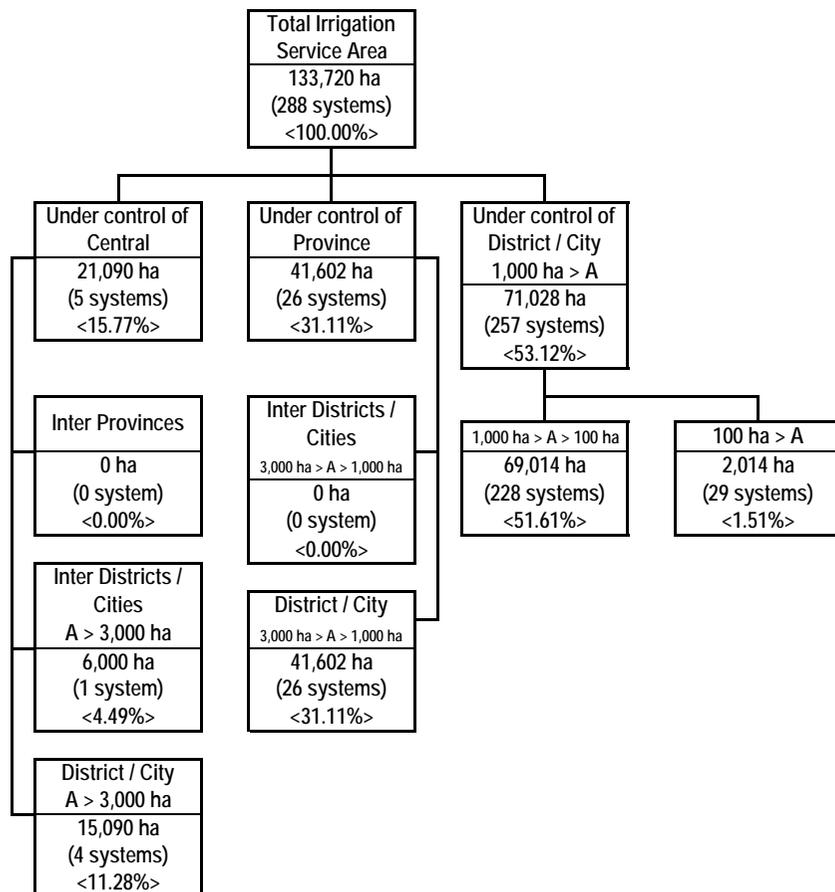 Total Irrigation
Service Area
133,720 ha
(288 systems)
<100.00%>
Under control of
Central
21,090 ha
(5 systems)
<15.77%>
Under control of
Province
41,602 ha
(26 systems)
<31.11%>
Under control of
District / City
1,000 ha > A
71,028 ha
(257 systems)
<53.12%>
Inter Provinces
0 ha
(0 system)
<0.00%>
Inter Districts /
Cities
3,000 ha > A > 1,000 ha
0 ha
(0 system)
<0.00%>
1,000 ha > A > 100 ha
69,014 ha
(228 systems)
<51.61%>
100 ha > A
2,014 ha
(29 systems)
<1.51%>
Inter Districts /
Cities
A > 3,000 ha
6,000 ha
(1 system)
<4.49%>
District / City
3,000 ha > A > 1,000 ha
41,602 ha
(26 systems)
<31.11%>
District / City
A > 3,000 ha
15,090 ha
(4 systems)
<11.28%>